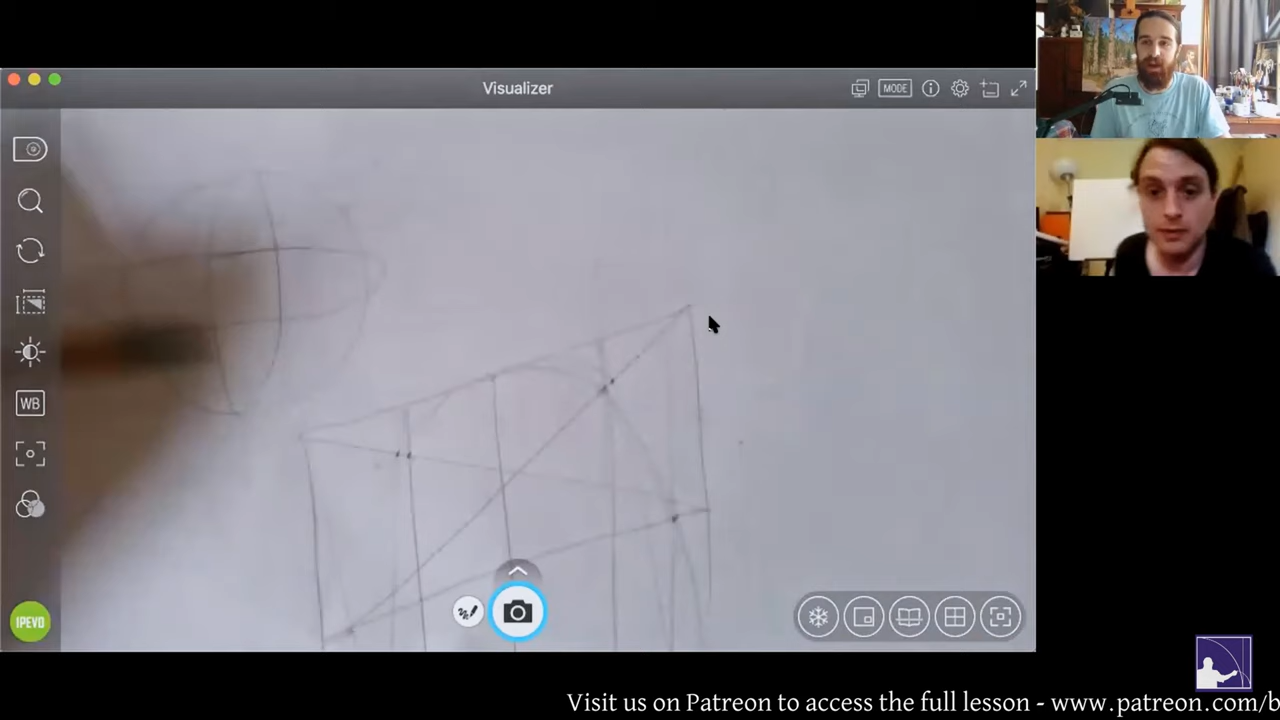 Visualizer
MODE
WB
IPEVO
Visit us on Patreon to access the full lesson - www.patreon.com/b